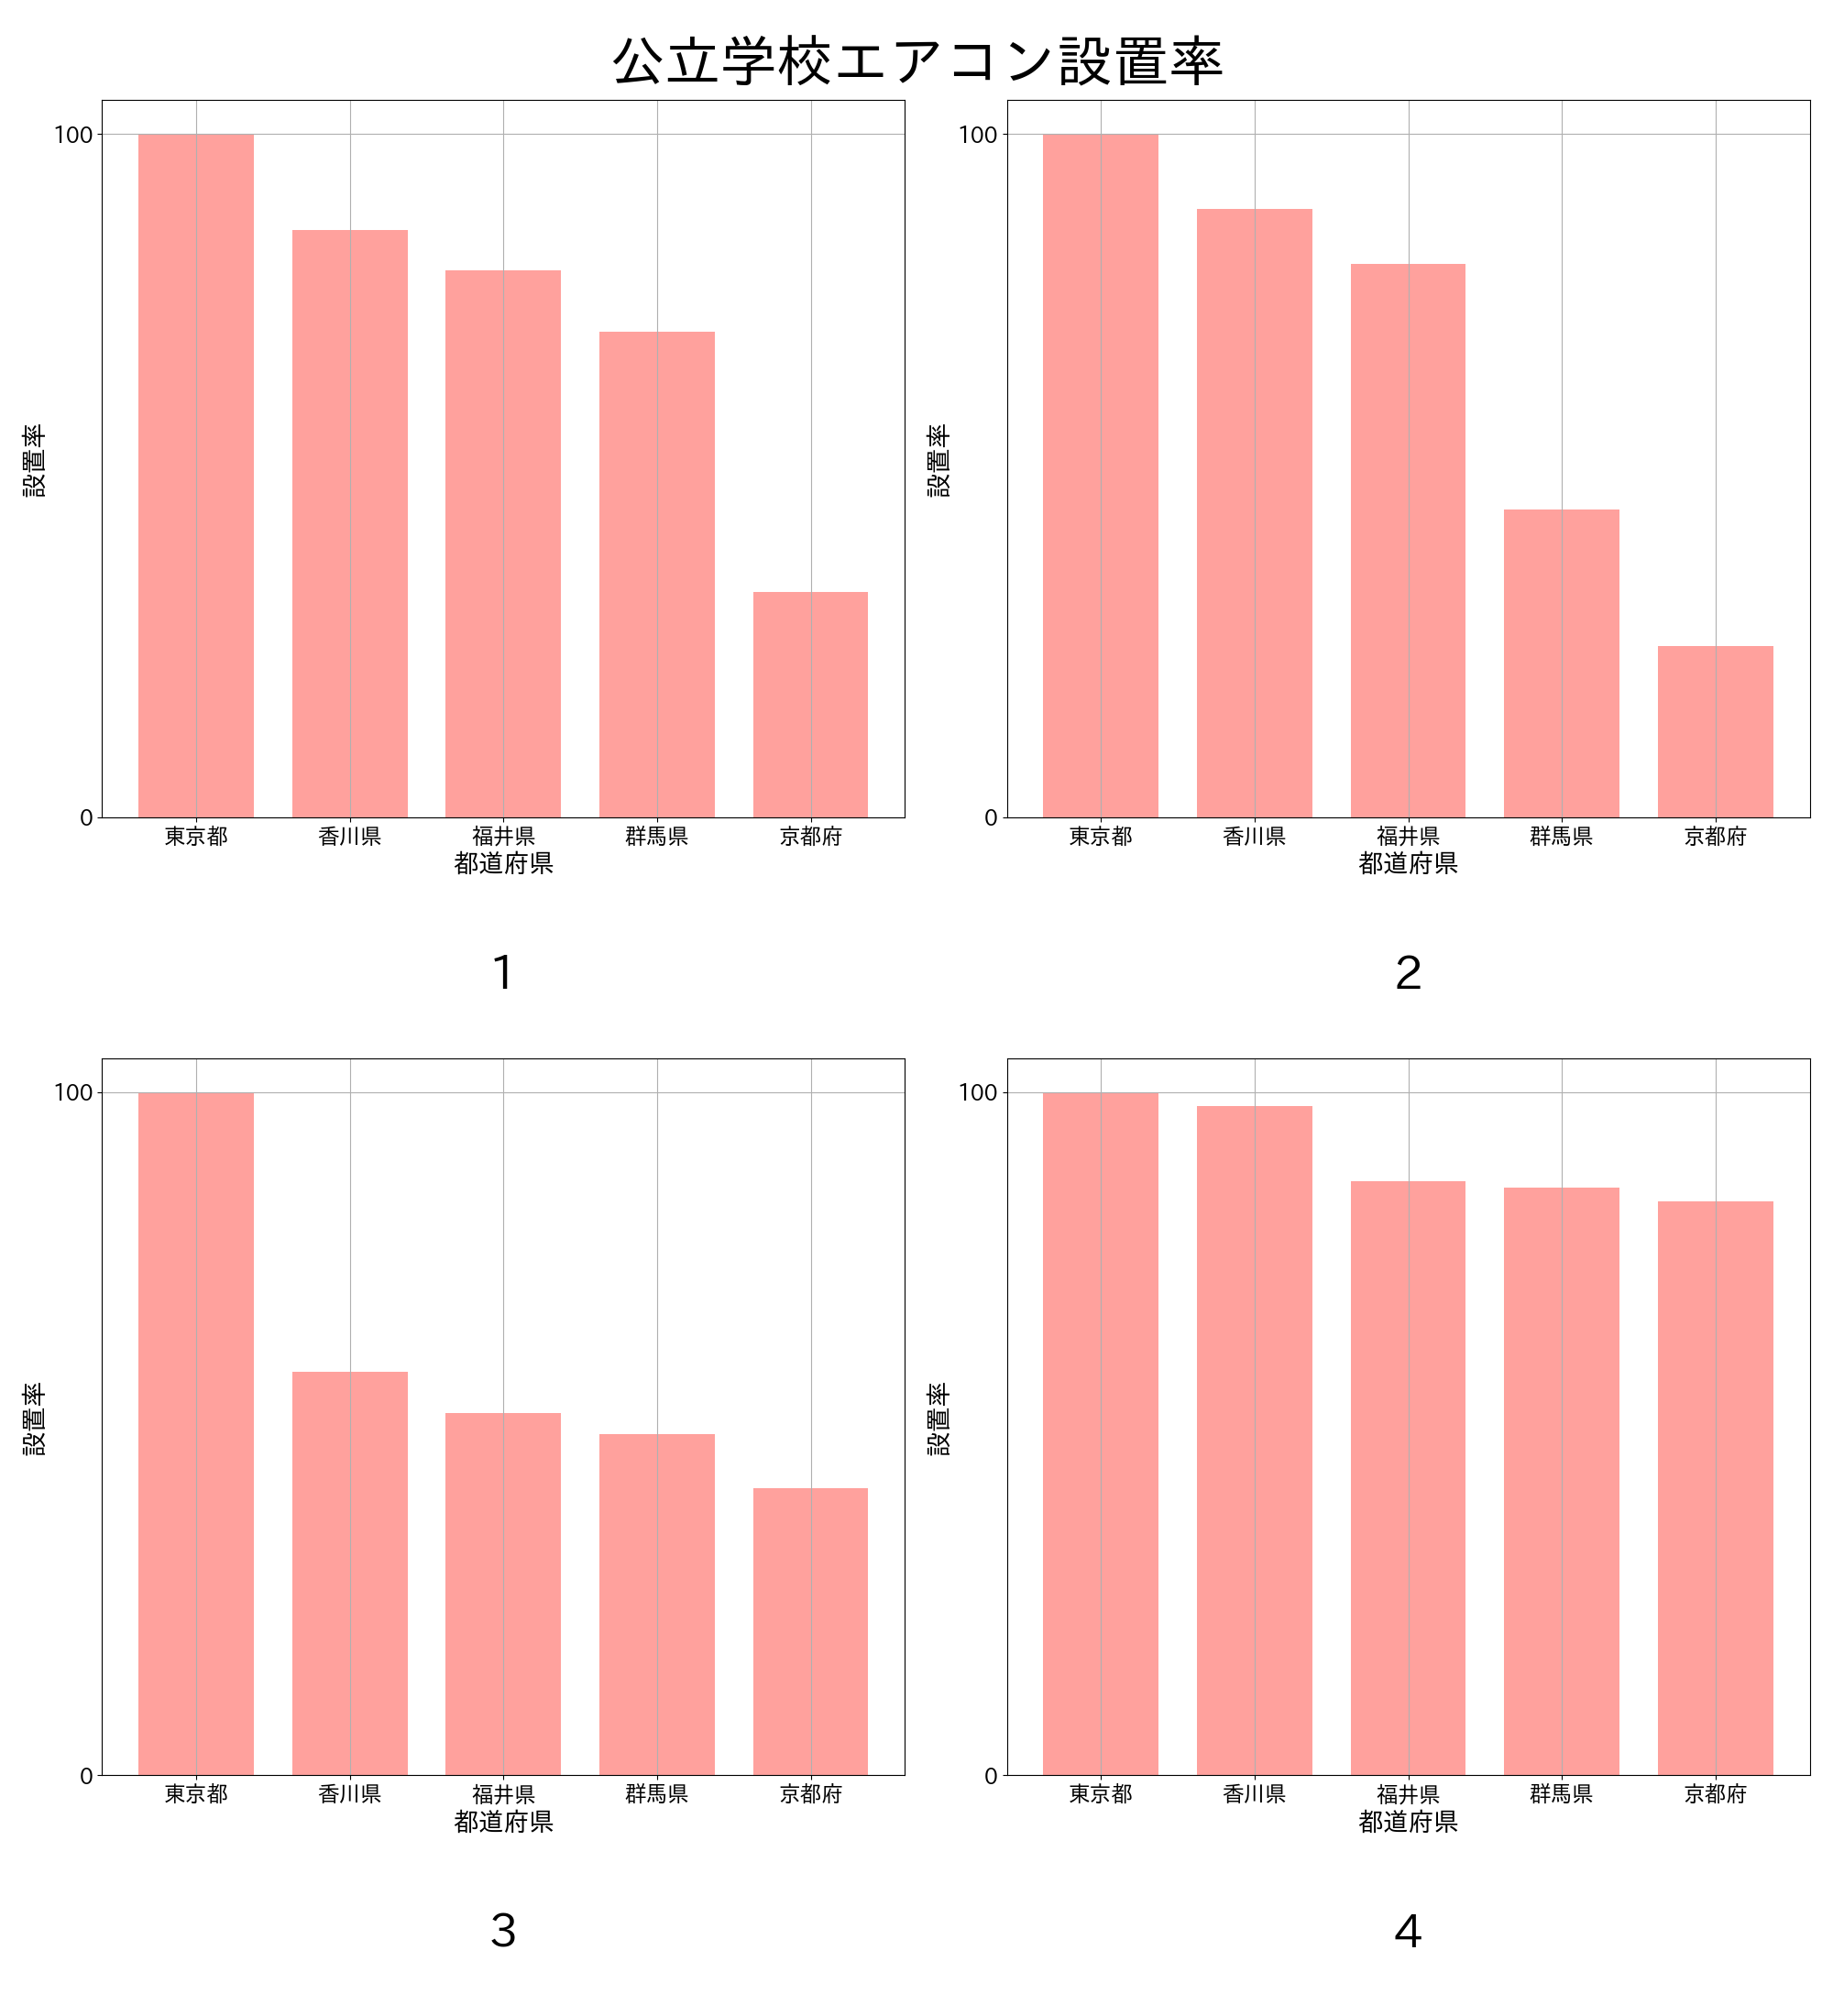 公立学校エアコン設置率
100
0
設置率
東京都 香川県 福井県 群馬県 京都府
都道府県
1
100
0
設置率
東京都 香川県 福井県 群馬県 京都府
都道府県
2
100
0
設置率
東京都 香川県 福井県 群馬県 京都府
都道府県
3
100
0
設置率
東京都 香川県 福井県 群馬県 京都府
都道府県
4